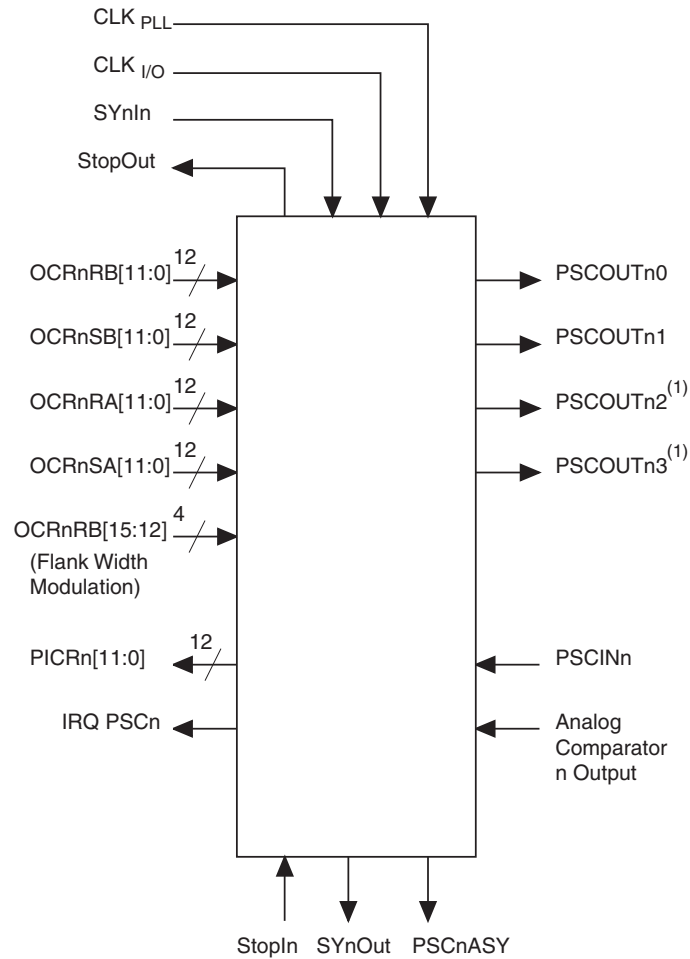 CLK PLL
CLK I/O
SYnIn
StopOut
12
OCRnRB[11:0]
PSCOUTn0
12
OCRnSB[11:0]
PSCOUTn1
12
OCRnRA[11:0]
PSCOUTn2(1)
12
OCRnSA[11:0]
PSCOUTn3(1)
4
OCRnRB[15:12]
(Flank Width
Modulation)
12
PICRn[11:0]
PSCINn
IRQ PSCn
Analog
Comparator
n Output
StopIn SYnOut PSCnASY